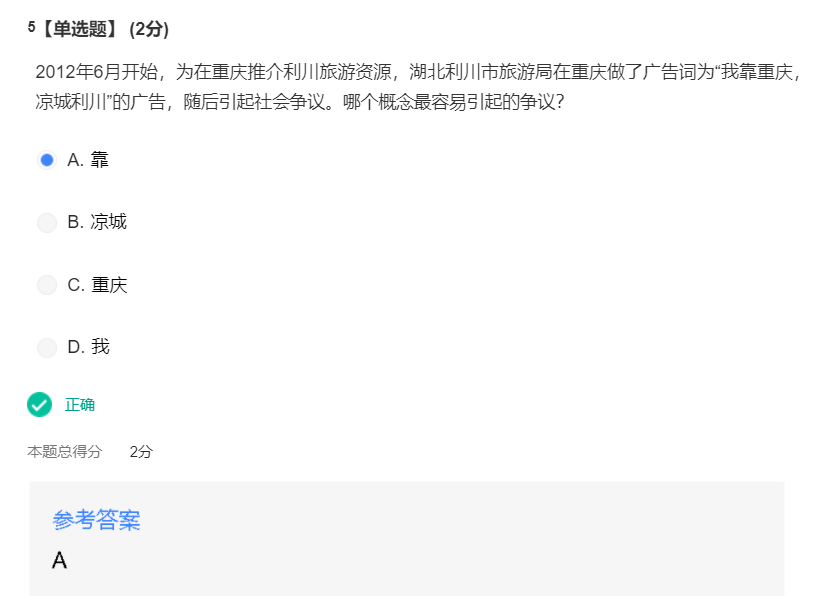 5【单选题】 (2分)
2012年6月开始，为在重庆推介利川旅游资源，湖北利川市旅游局在重庆做了广告词为“我靠重庆，
凉城利川”的广告，随后引起社会争议。哪个概念最容易引起的争议？
A. 靠
B. 凉城
C. 重庆
D. 我
正确
本题总得分 2分
参考答案
A